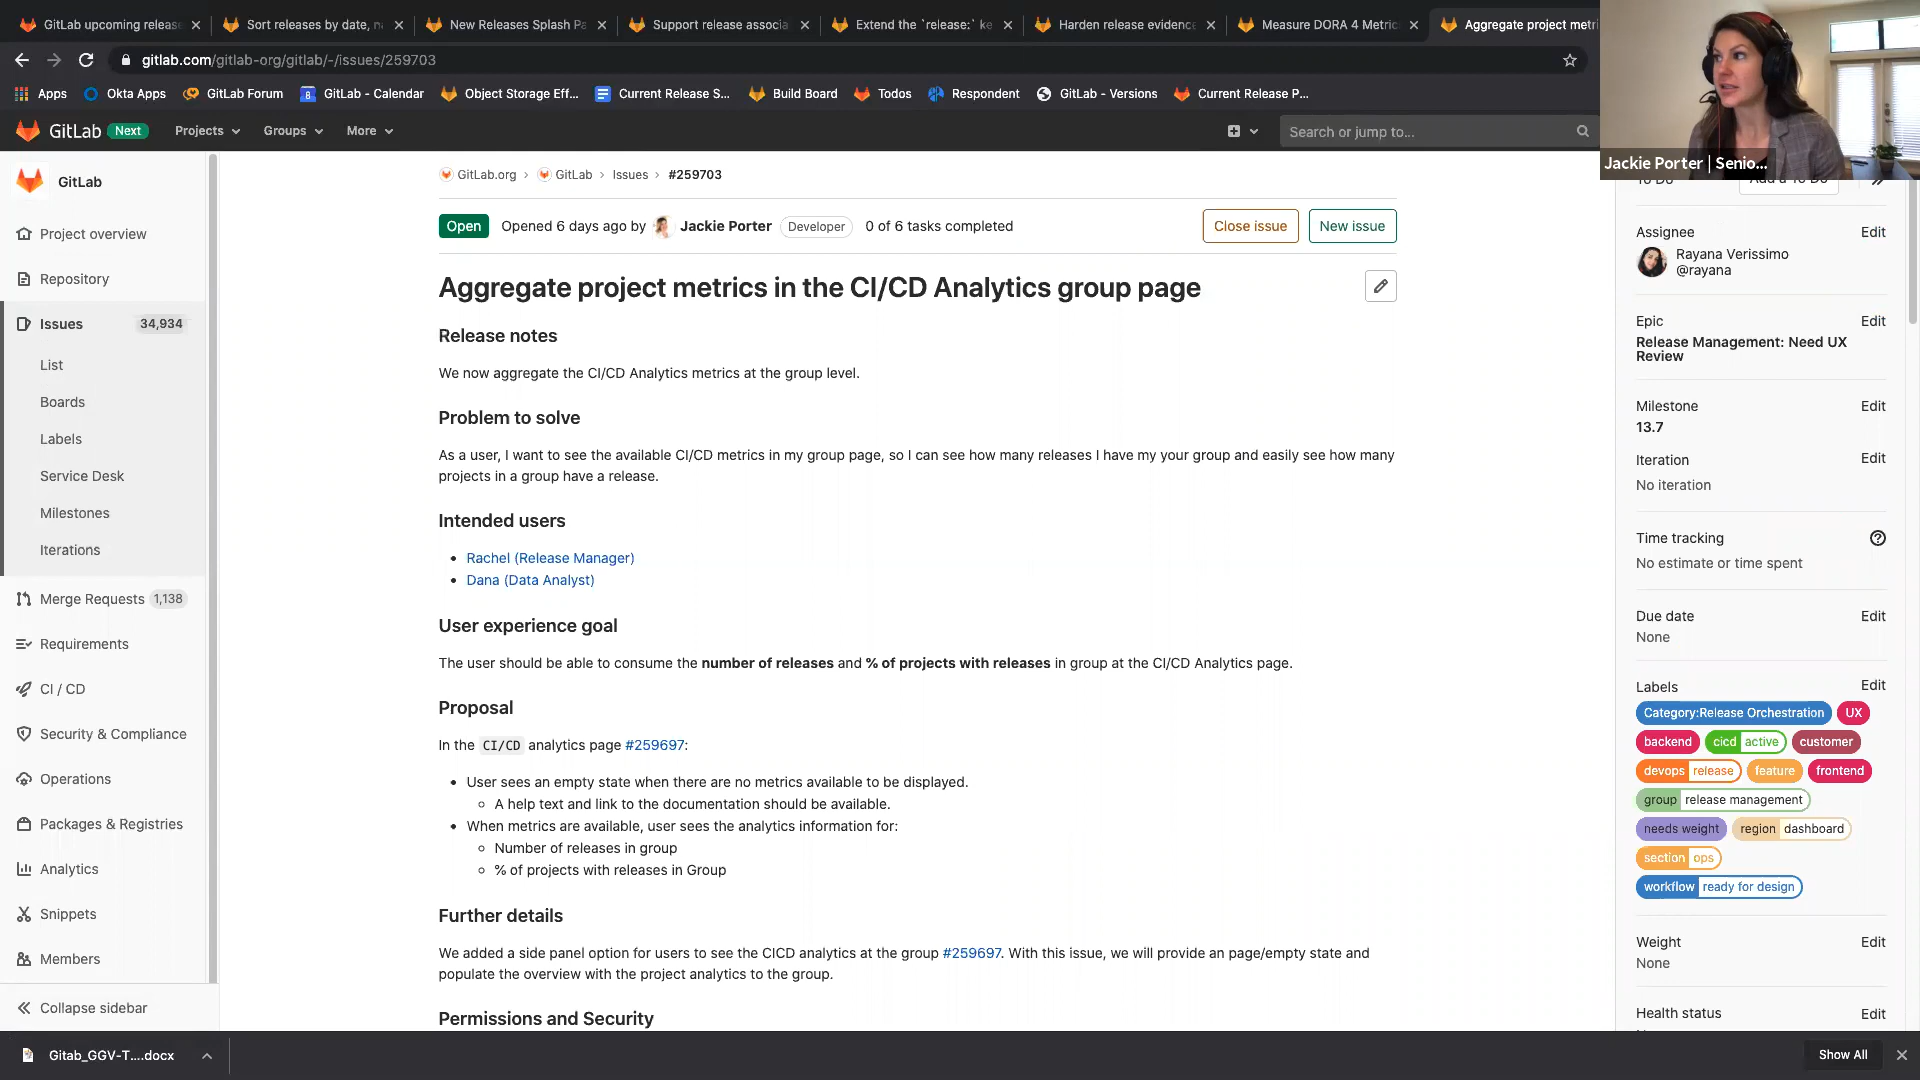 GitLab upcoming release
Sort releases by date, n
New Releases Splash Pa
Support release associa
Extend the `release:` ke
Harden release evidence
Measure DORA 4 Metric
Aggregate project metri
gitlab.com/gitlab-org/gitlab/-/issues/259703
Apps
Okta Apps
GitLab Forum
8
GitLab - Calendar
Object Storage Eff...
Current Release S...
Build Board
Todos
Respondent
GitLab - Versions
Current Release P...
Jackie Porter | Senio...
GitLab
Next
Projects
Groups
More
Search or jump to...
GitLab
Project overview
Repository
Issues
34,934
List
Boards
Labels
Service Desk
Milestones
Iterations
Merge Requests
1,138
Requirements
CI / CD
Security & Compliance
Operations
Packages & Registries
Analytics
Snippets
Members
Collapse sidebar
GitLab.org > GitLab > Issues > #259703
Open
Opened 6 days ago by Jackie Porter
Developer
0 of 6 tasks completed
Close issue
New issue
Aggregate project metrics in the CI/CD Analytics group page
Release notes
We now aggregate the CI/CD Analytics metrics at the group level.
Problem to solve
As a user, I want to see the available CI/CD metrics in my group page, so I can see how many releases I have my your group and easily see how many
projects in a group have a release.
Intended users
• Rachel (Release Manager)
• Dana (Data Analyst)
User experience goal
The user should be able to consume the number of releases and % of projects with releases in group at the CI/CD Analytics page.
Proposal
In the CI/CD analytics page #259697:
• User sees an empty state when there are no metrics available to be displayed.
◦ A help text and link to the documentation should be available.
• When metrics are available, user sees the analytics information for:
◦ Number of releases in group
◦ % of projects with releases in Group
Further details
We added a side panel option for users to see the CICD analytics at the group #259697. With this issue, we will provide an page/empty state and
populate the overview with the project analytics to the group.
Permissions and Security
To Do
Add a To Do
Assignee
Edit
Rayana Verissimo
@rayana
Epic
Edit
Release Management: Need UX
Review
Milestone
Edit
13.7
Iteration
Edit
No iteration
Time tracking
No estimate or time spent
Due date
Edit
None
Labels
Edit
Category:Release Orchestration
UX
backend
cicd active
customer
devops release
feature
frontend
group release management
needs weight
region dashboard
section ops
workflow ready for design
Weight
Edit
None
Health status
Edit
Gitab_GGV-T....docx
Show All